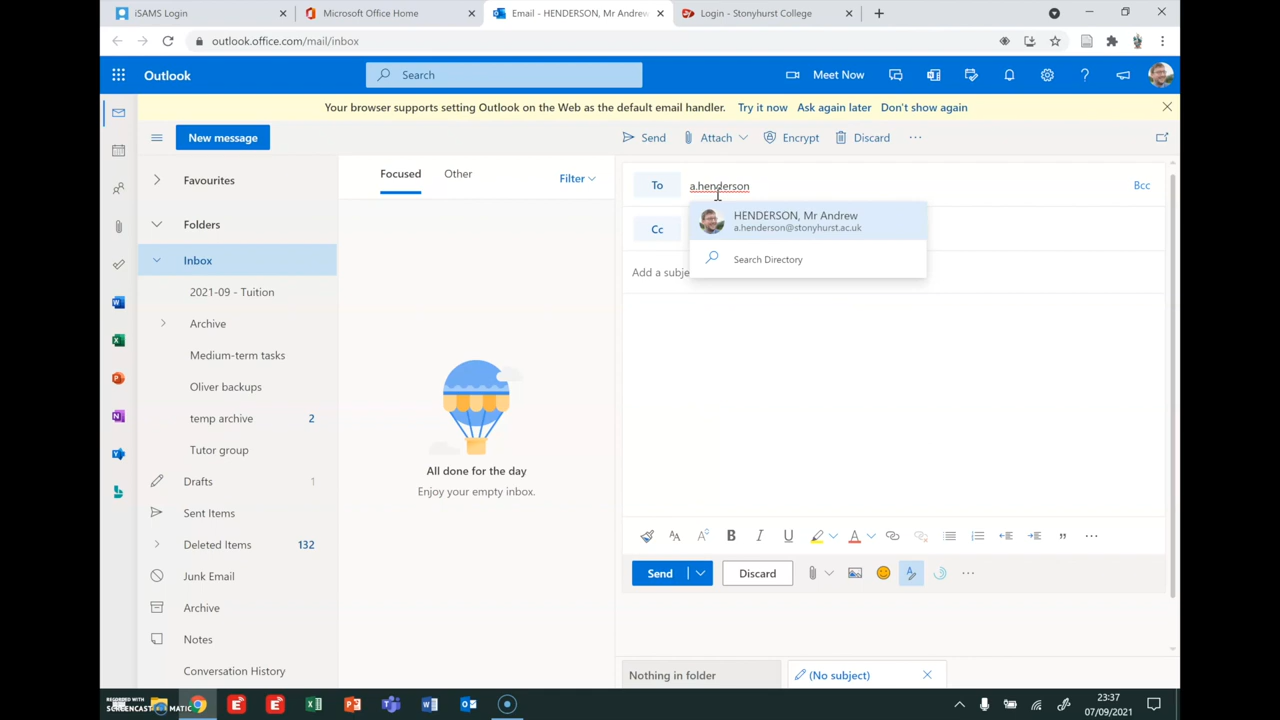 iSAMS Login
Microsoft Office Home
Email - HENDERSON, Mr Andrew
Login - Stonyhurst College
outlook.office.com/mail/inbox
Outlook
Search
Meet Now
Your browser supports setting Outlook on the Web as the default email handler. Try it now Ask again later Don't show again
New message
Send
Attach
Encrypt
Discard
Favourites
Folders
Inbox
2021-09 - Tuition
Archive
Medium-term tasks
Oliver backups
temp archive 2
Tutor group
Drafts 1
Sent Items
Deleted Items 132
Junk Email
Archive
Notes
Conversation History
Focused
Other
Filter
All done for the day
Enjoy your empty inbox.
To
a.henderson
Bcc
HENDERSON, Mr Andrew
a.henderson@stonyhurst.ac.uk
Search Directory
Cc
Add a subje
Send
Discard
Nothing in folder
(No subject)
RECORDED WITH
SCREENCAST MATIC
23:37
07/09/2021